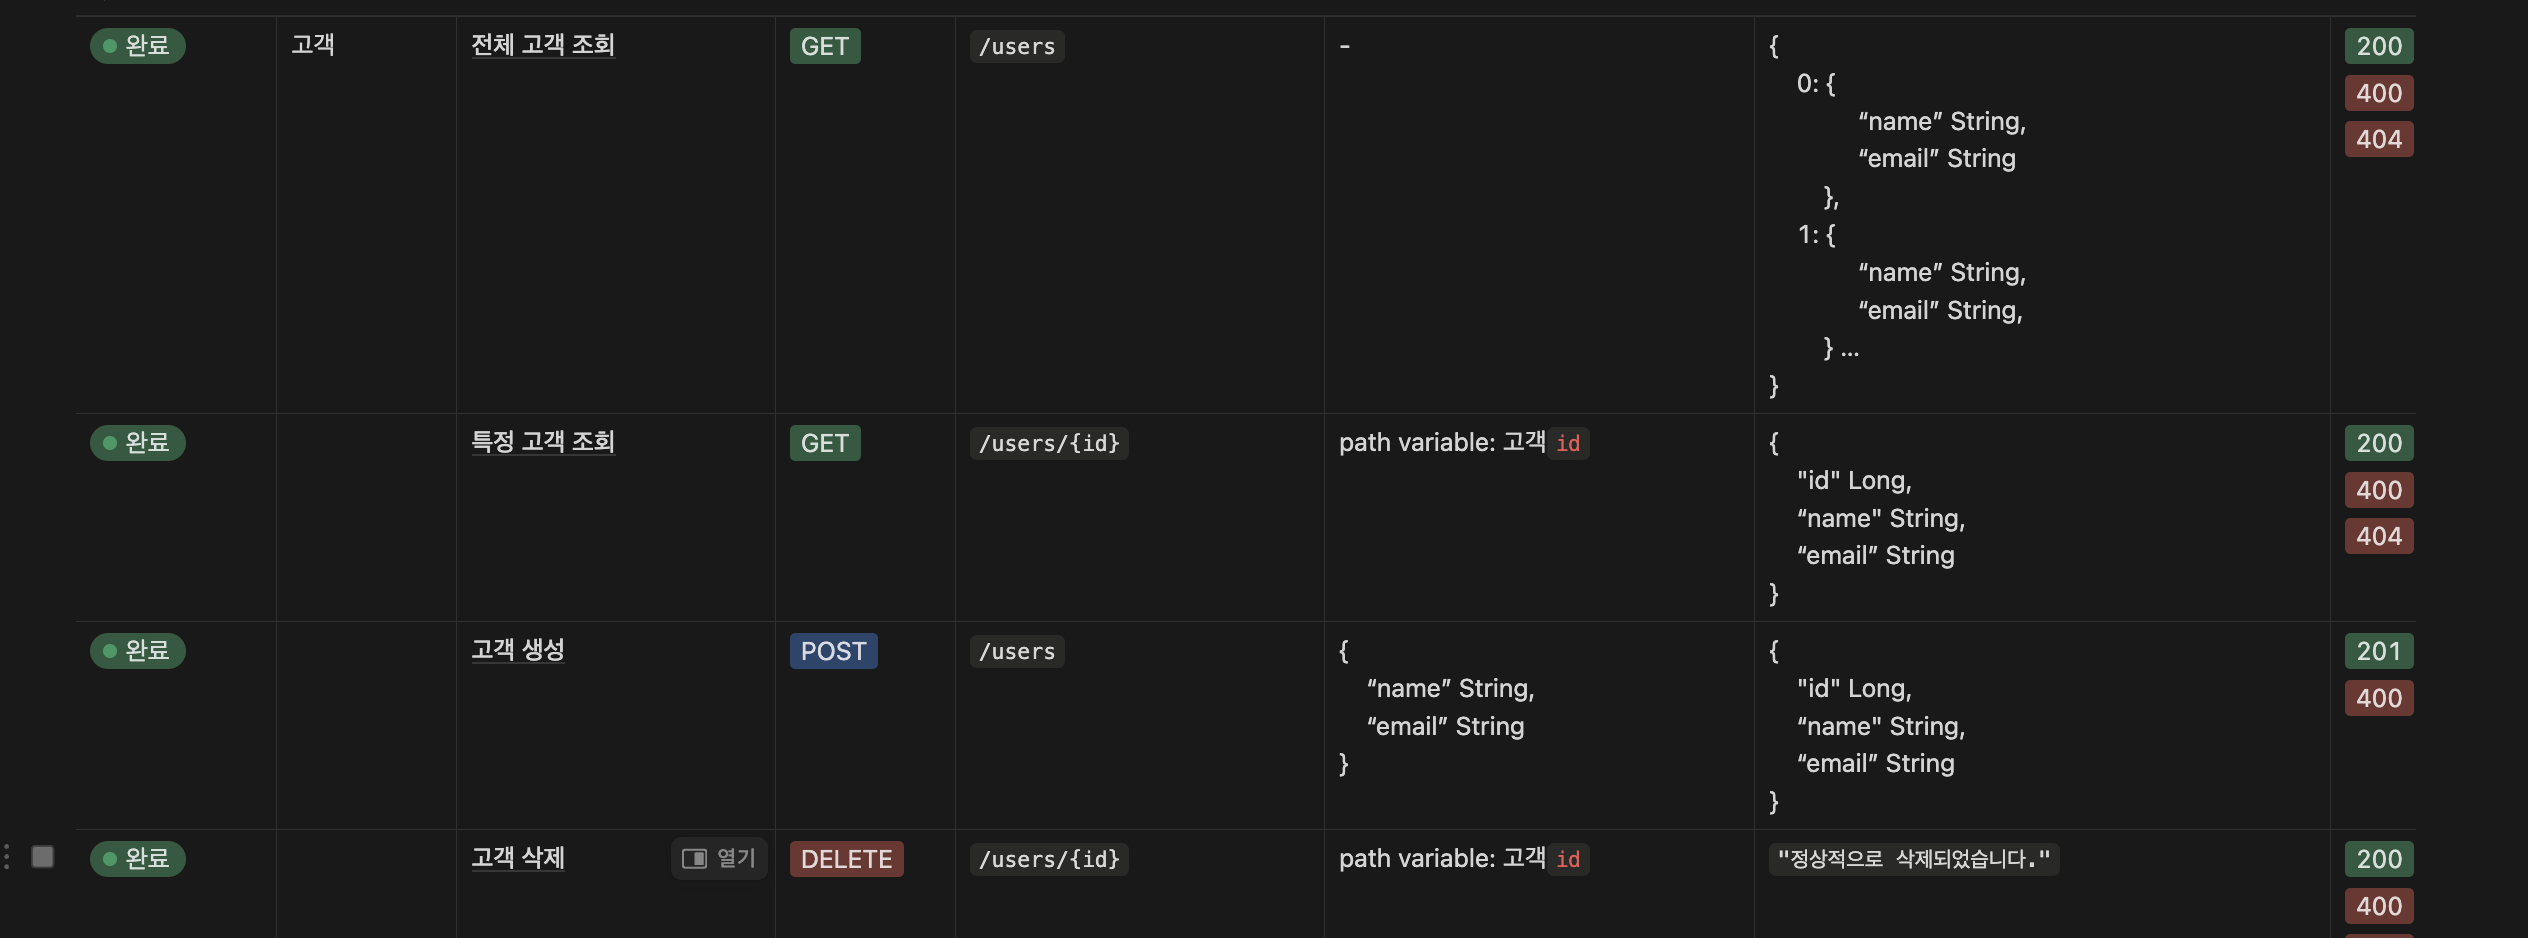 완료 고객 전체 고객 조회 GET /users - { 200
0: { 400
“name” String, 404
“email” String
},
1: {
“name” String,
“email” String,
} ...
}
완료 특정 고객 조회 GET /users/{id} path variable: 고객 id { 200
"id" Long, 400
“name" String, 404
“email” String
}
완료 고객 생성 POST /users { { 201
“name” String, "id" Long, 400
“email” String “name" String,
} “email” String
}
완료 고객 삭제 열기 DELETE /users/{id} path variable: 고객 id "정상적으로 삭제되었습니다." 200
400